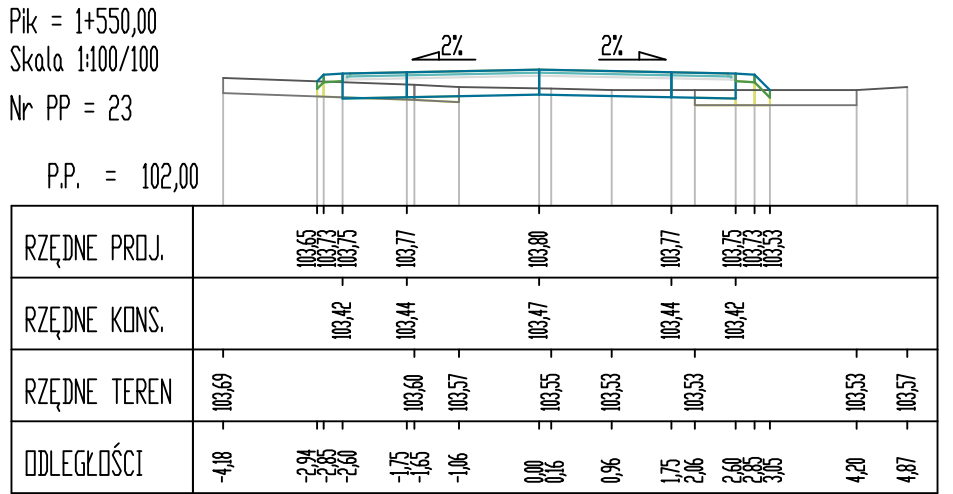 Pik = 1+550,00
Skala 1:100/100
2% 2%
Nr PP = 23
P.P. = 102,00
RZĘDNE PROJ. 103,65 103,73 103,75 103,77 103,80 103,77 103,75 103,73 103,53
RZĘDNE KONS. 103,42 103,44 103,47 103,44 103,42
RZĘDNE TEREN 103,69 103,60 103,57 103,55 103,53 103,53 103,53 103,57
ODLEGŁOŚCI -4,18 -2,94 -2,85 -2,60 -1,75 -1,65 -1,06 0,00 0,16 0,96 1,75 2,06 2,60 2,85 3,05 4,20 4,87